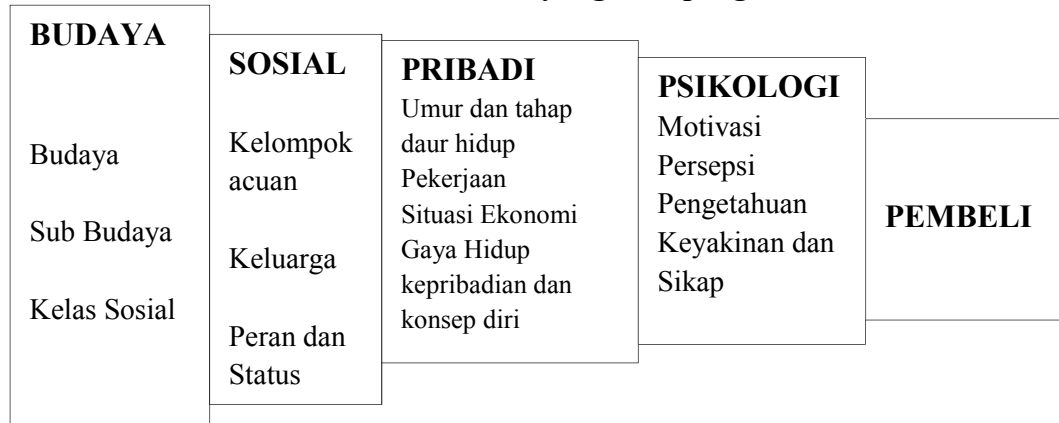 BUDAYA
Budaya
Sub Budaya
Kelas Sosial
SOSIAL
Kelompok
acuan
Keluarga
Peran dan
Status
PRIBADI
Umur dan tahap
daur hidup
Pekerjaan
Situasi Ekonomi
Gaya Hidup
kepribadian dan
konsep diri
PSIKOLOGI
Motivasi
Persepsi
Pengetahuan
Keyakinan dan
Sikap
PEMBELI